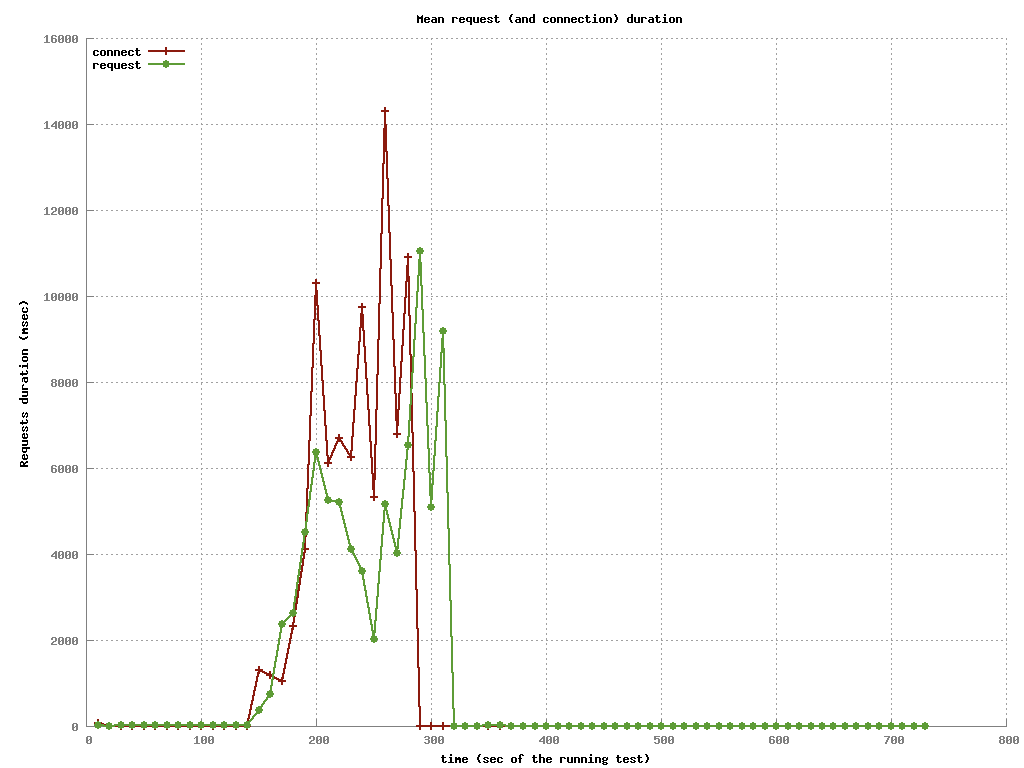 Mean request (and connection) duration
connect
request
16000
14000
12000
10000
8000
6000
4000
2000
0
Requests duration (msec)
0 100 200 300 400 500 600 700 800
time (sec of the running test)